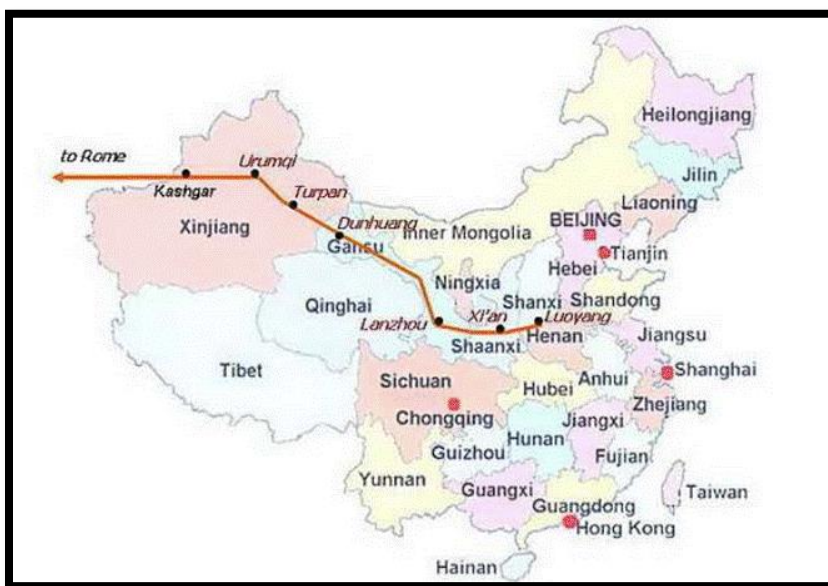 Heilongjiang
Jilin
Liaoning
to Rome
Urumqi
Kashgar
Turpan
Xinjiang
Dunhuang
Gansu
Inner Mongolia
BEIJING
Tianjin
Hebei
Ningxia
Shanxi
Shandong
Qinghai
Lanzhou
Xi'an
Luoyang
Henan
Shaanxi
Jiangsu
Tibet
Sichuan
Hubei
Anhui
Shanghai
Chongqing
Zhejiang
Jiangxi
Hunan
Guizhou
Fujian
Yunnan
Guangxi
Guangdong
Taiwan
Hong Kong
Hainan